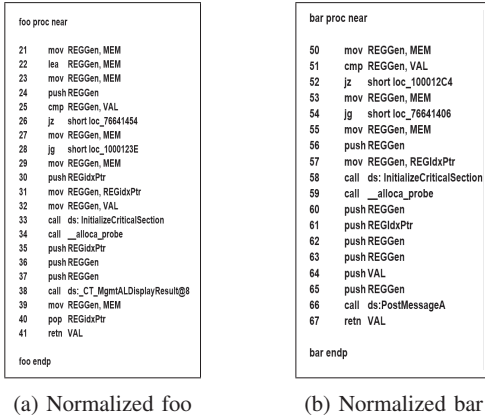 foo proc near
21 mov REGGen, MEM
22 lea REGGen, MEM
23 mov REGGen, MEM
24 push REGGen
25 cmp REGGen, VAL
26 jz short loc_76641454
27 mov REGGen, MEM
28 jg short loc_1000123E
29 mov REGGen, MEM
30 push REGIdxPtr
31 mov REGGen, REGIdxPtr
32 mov REGGen, VAL
33 call ds: InitializeCriticalSection
34 call __alloca_probe
35 push REGIdxPtr
36 push REGGen
37 push REGGen
38 call ds:_CT_MgmtALDisplayResult@8
39 mov REGGen, MEM
40 pop REGIdxPtr
41 retn VAL
foo endp
(a) Normalized foo
bar proc near
50 mov REGGen, MEM
51 cmp REGGen, VAL
52 jz short loc_100012C4
53 mov REGGen, MEM
54 jg short loc_76641406
55 mov REGGen, MEM
56 push REGGen
57 mov REGGen, REGIdxPtr
58 call ds: InitializeCriticalSection
59 call __alloca_probe
60 push REGGen
61 push REGIdxPtr
62 push REGGen
63 push REGGen
64 push VAL
65 push REGGen
66 call ds:PostMessageA
67 retn VAL
bar endp
(b) Normalized bar